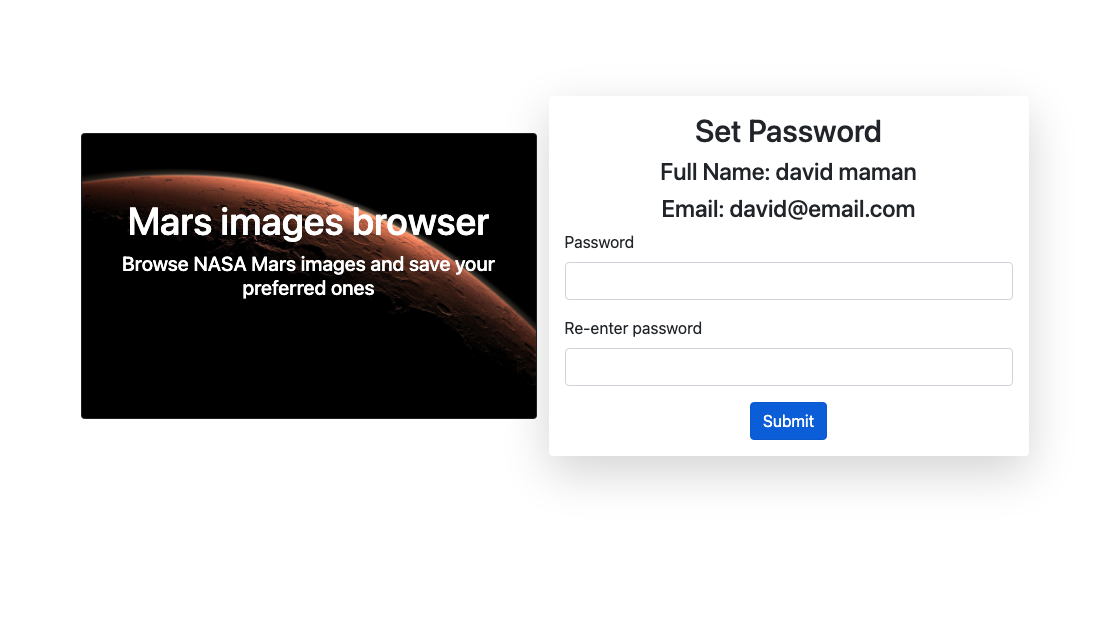 Mars images browser
Browse NASA Mars images and save your
preferred ones
Set Password
Full Name: david maman
Email: david@email.com
Password
Re-enter password
Submit